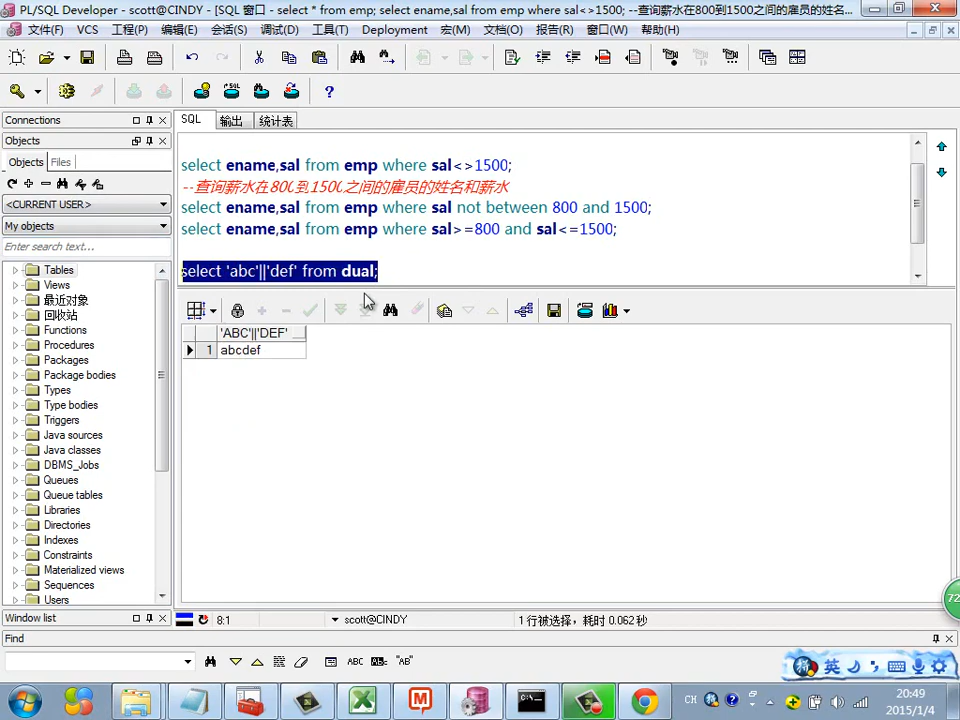 PL/SQL Developer - scott@CINDY - [SQL 窗口 - select * from emp; select ename,sal from emp where sal<>1500; --查询薪水在800到1500之间的雇员的姓名...
文件(F) VCS 工程(P) 编辑(E) 会话(S) 调试(D) 工具(T) Deployment 宏(M) 文档(O) 报告(R) 窗口(W) 帮助(H)
SQL
?
Connections
SQL 输出 统计表
Objects
select ename,sal from emp where sal<>1500;
Objects Files
--查询薪水在800到1500之间的雇员的姓名和薪水
<CURRENT USER>
select ename,sal from emp where sal not between 800 and 1500;
My objects
select ename,sal from emp where sal>=800 and sal<=1500;
Enter search text...
select 'abc'||'def' from dual;
Tables
Views
最近对象
回收站
Functions
Procedures
Packages
Package bodies
Types
Type bodies
Triggers
Java sources
Java classes
DBMS_Jobs
Queues
Queue tables
Libraries
Directories
Indexes
Constraints
Materialized views
Sequences
Users
'ABC'||'DEF'
1 abcdef
72
Window list
8:1 scott@CINDY 1 行被选择，耗时 0.062 秒
Find
ABC "AB"
英
CH
20:49
2015/1/4